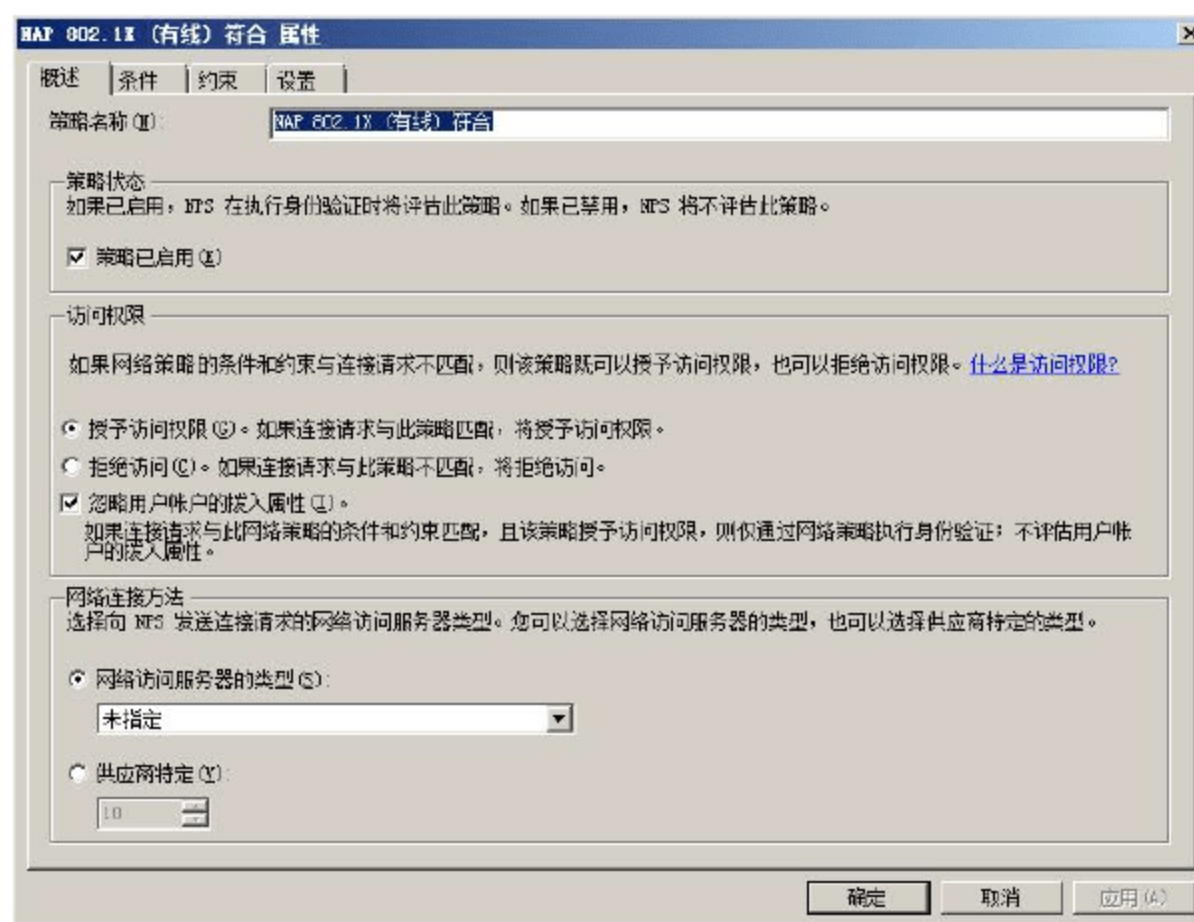 NAP 802.1X （有线）符合 属性
概述 条件 约束 设置
策略名称(N): NAP 802.1X （有线）符合
策略状态
如果已启用，NPS 在执行身份验证时将评估此策略。如果已禁用，NPS 将不评估此策略。
策略已启用(E)
访问权限
如果网络策略的条件和约束与连接请求不匹配，则该策略既可以授予访问权限，也可以拒绝访问权限。什么是访问权限?
授予访问权限(G)。如果连接请求与此策略匹配，将授予访问权限。
拒绝访问(C)。如果连接请求与此策略不匹配，将拒绝访问。
忽略用户帐户的拨入属性(I)。
如果连接请求与此网络策略的条件和约束匹配，且该策略授予访问权限，则仅通过网络策略执行身份验证；不评估用户帐
户的拨入属性。
网络连接方法
选择向 NPS 发送连接请求的网络访问服务器类型。您可以选择网络访问服务器的类型，也可以选择供应商特定的类型。
网络访问服务器的类型(S):
未指定
供应商特定(V):
10
确定 取消 应用(A)